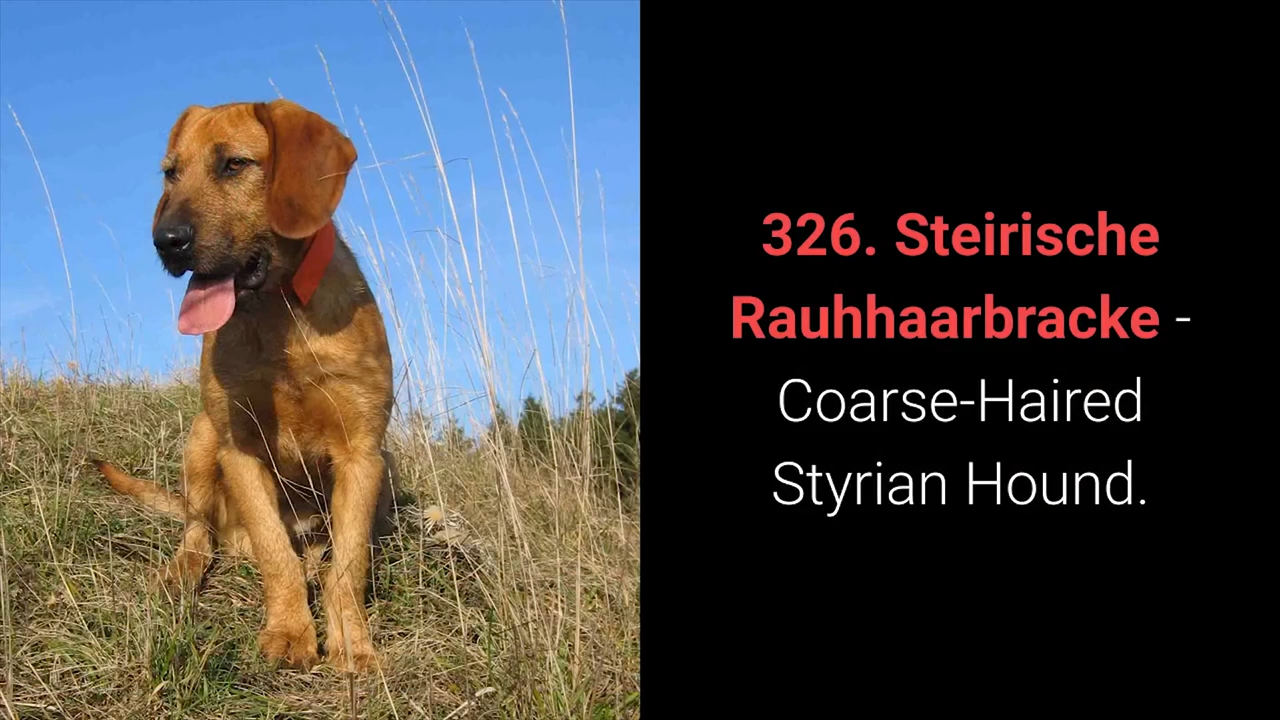 326. Steirische
Rauhhaarbracke -
Coarse-Haired
Styrian Hound.